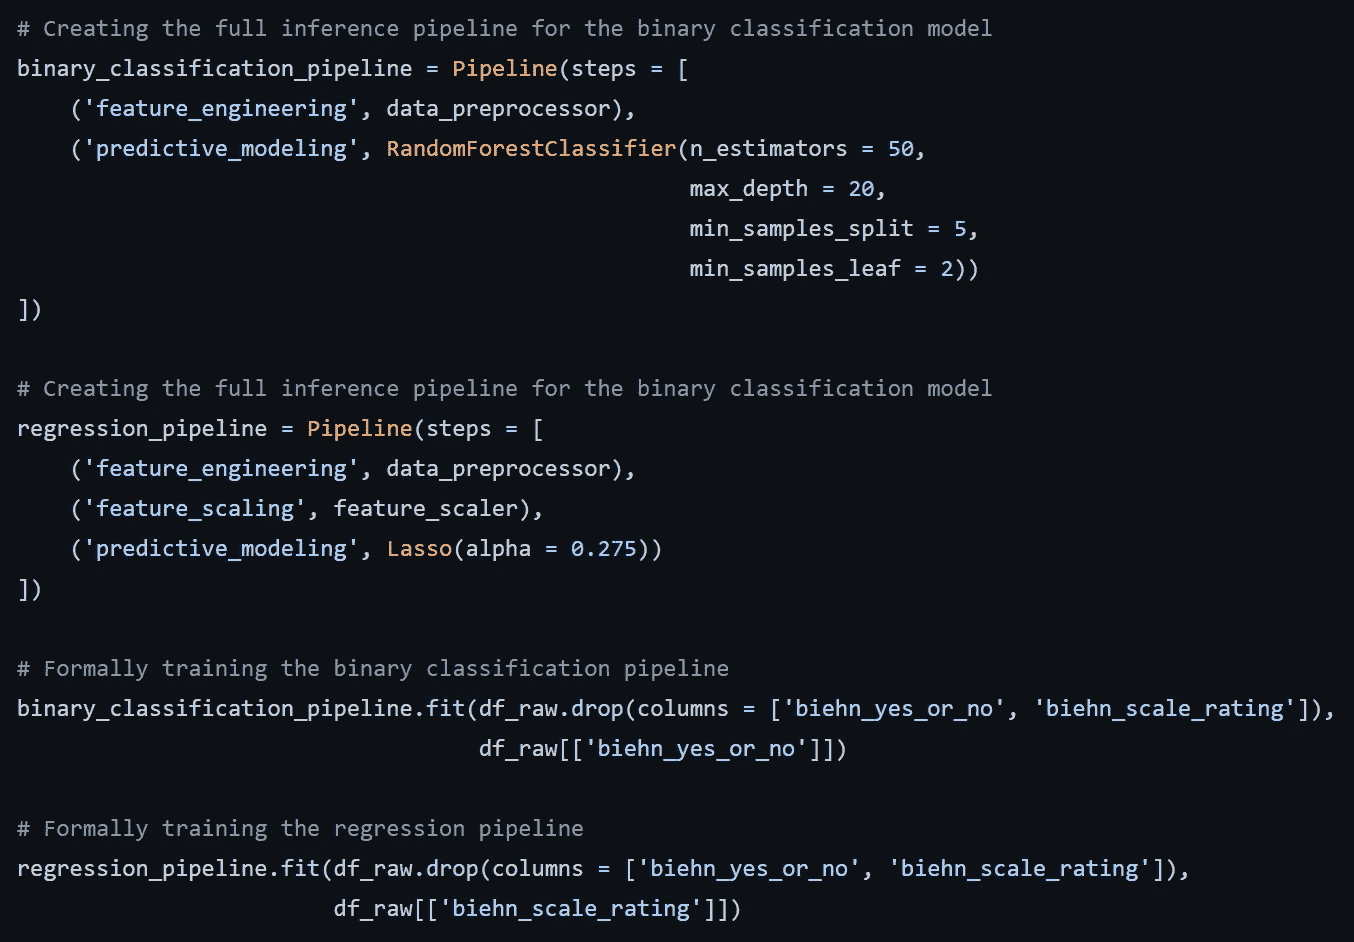 # Creating the full inference pipeline for the binary classification model
binary_classification_pipeline = Pipeline(steps = [
    ('feature_engineering', data_preprocessor),
    ('predictive_modeling', RandomForestClassifier(n_estimators = 50,
                                                   max_depth = 20,
                                                   min_samples_split = 5,
                                                   min_samples_leaf = 2))
])

# Creating the full inference pipeline for the binary classification model
regression_pipeline = Pipeline(steps = [
    ('feature_engineering', data_preprocessor),
    ('feature_scaling', feature_scaler),
    ('predictive_modeling', Lasso(alpha = 0.275))
])

# Formally training the binary classification pipeline
binary_classification_pipeline.fit(df_raw.drop(columns = ['biehn_yes_or_no', 'biehn_scale_rating']),
                                   df_raw[['biehn_yes_or_no']])

# Formally training the regression pipeline
regression_pipeline.fit(df_raw.drop(columns = ['biehn_yes_or_no', 'biehn_scale_rating']),
                        df_raw[['biehn_scale_rating']])